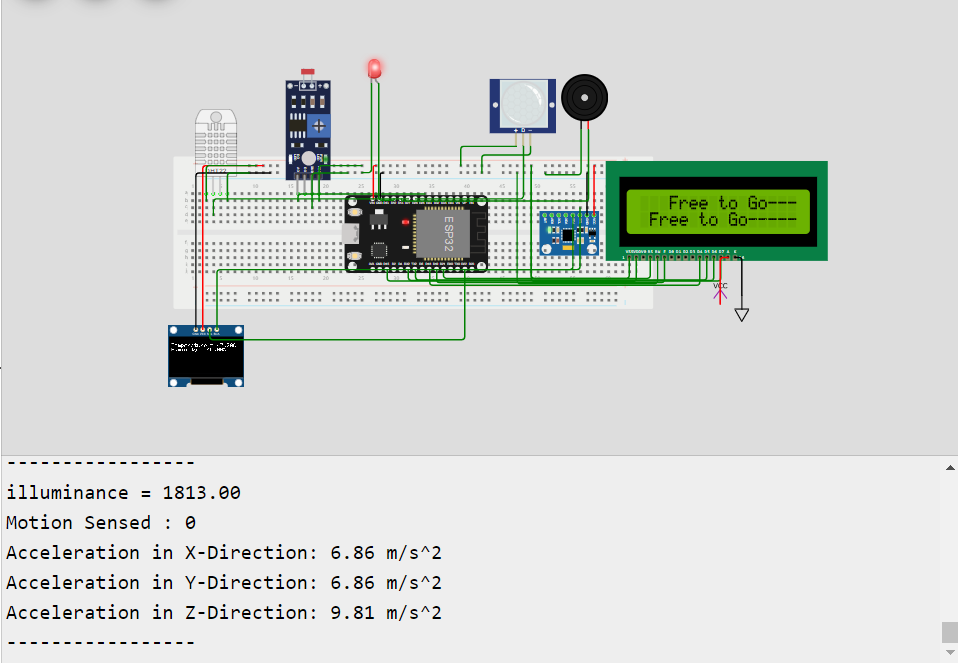 Free to Go---
Free to Go-----
ESP32
VCC
-----------------
illuminance = 1813.00
Motion Sensed : 0
Acceleration in X-Direction: 6.86 m/s^2
Acceleration in Y-Direction: 6.86 m/s^2
Acceleration in Z-Direction: 9.81 m/s^2
-----------------